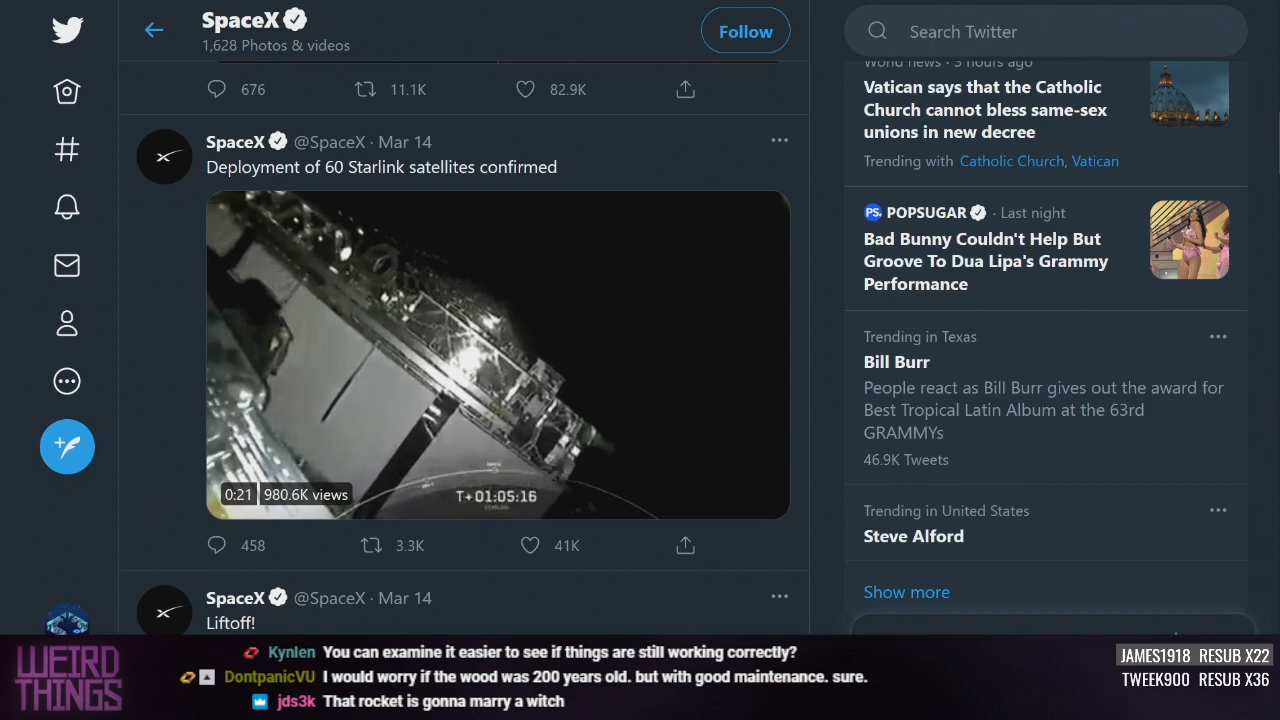 SpaceX
1,628 Photos & videos
Follow
Search Twitter
676
11.1K
82.9K
SpaceX @SpaceX · Mar 14
Deployment of 60 Starlink satellites confirmed
0:21 980.6K views
T+01:05:16
458
3.3K
41K
SpaceX @SpaceX · Mar 14
Liftoff!
World news · 3 hours ago
Vatican says that the Catholic
Church cannot bless same-sex
unions in new decree
Trending with Catholic Church, Vatican
PS. POPSUGAR · Last night
Bad Bunny Couldn't Help But
Groove To Dua Lipa's Grammy
Performance
Trending in Texas
Bill Burr
People react as Bill Burr gives out the award for
Best Tropical Latin Album at the 63rd
GRAMMYs
46.9K Tweets
Trending in United States
Steve Alford
Show more
WEIRD
THINGS
Kynlen You can examine it easier to see if things are still working correctly?
DontpanicVU I would worry if the wood was 200 years old. but with good maintenance. sure.
jds3k That rocket is gonna marry a witch
JAMES1918 RESUB X22
TWEEK900 RESUB X36